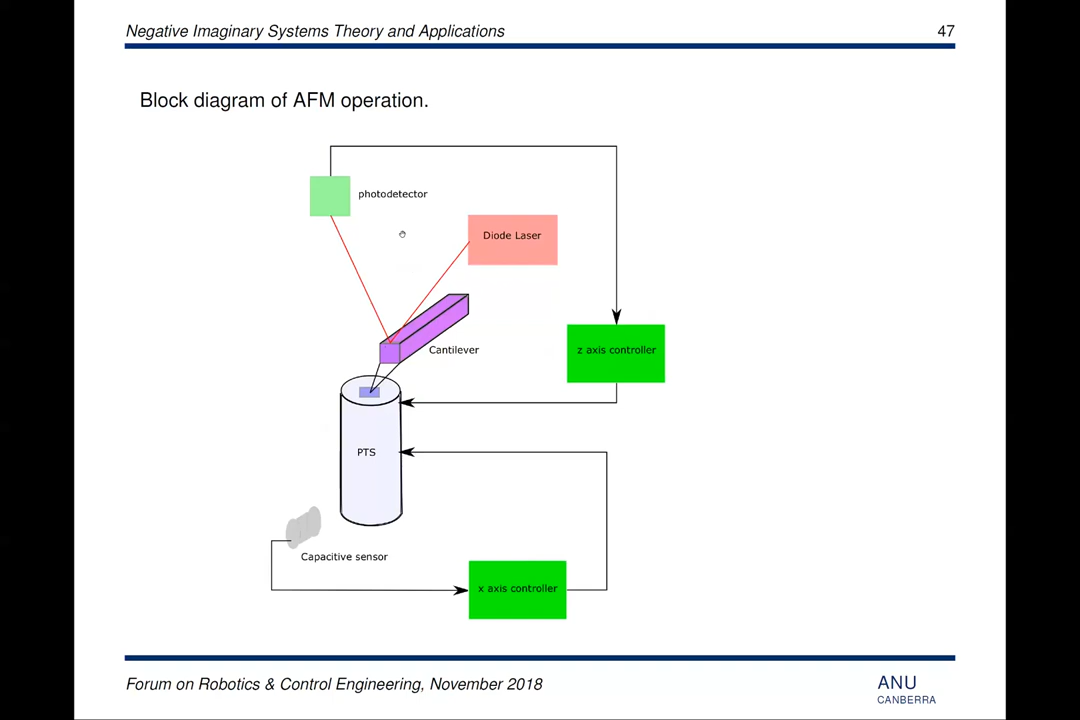 Negative Imaginary Systems Theory and Applications 47
Block diagram of AFM operation.
photodetector
Diode Laser
Cantilever
z axis controller
PTS
Capacitive sensor
x axis controller
Forum on Robotics & Control Engineering, November 2018
ANU
CANBERRA